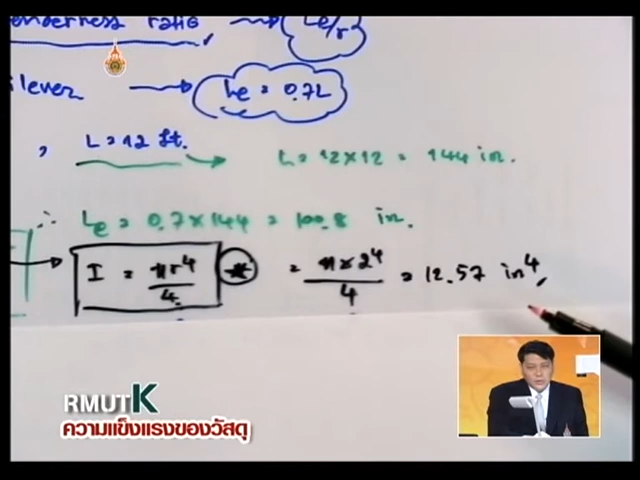 enderness ratio → Le/r
ilever → Le = 0.7L
, L = 12 ft. → L = 12 × 12 = 144 in.
∴ Le = 0.7 × 144 = 100.8 in.
→ I = πr⁴/4 * = π × 2⁴/4 = 12.57 in⁴
RMUTK
ความแข็งแรงของวัสดุ